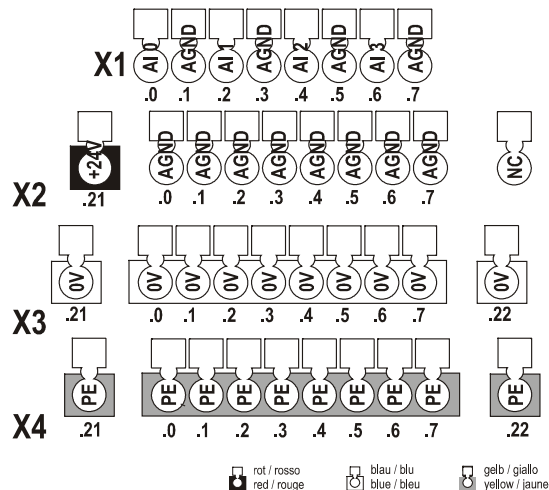 X1 AI 0 AGND AI 1 AGND AI 2 AGND AI 3 AGND
.0 .1 .2 .3 .4 .5 .6 .7
X2 +24V AGND AGND AGND AGND AGND AGND AGND AGND NC
.21 .0 .1 .2 .3 .4 .5 .6 .7
X3 0V 0V 0V 0V 0V 0V 0V 0V 0V 0V
.21 .0 .1 .2 .3 .4 .5 .6 .7 .22
X4 PE PE PE PE PE PE PE PE PE PE
.21 .0 .1 .2 .3 .4 .5 .6 .7 .22
rot / rosso blau / blu gelb / giallo
red / rouge blue / bleu yellow / jaune